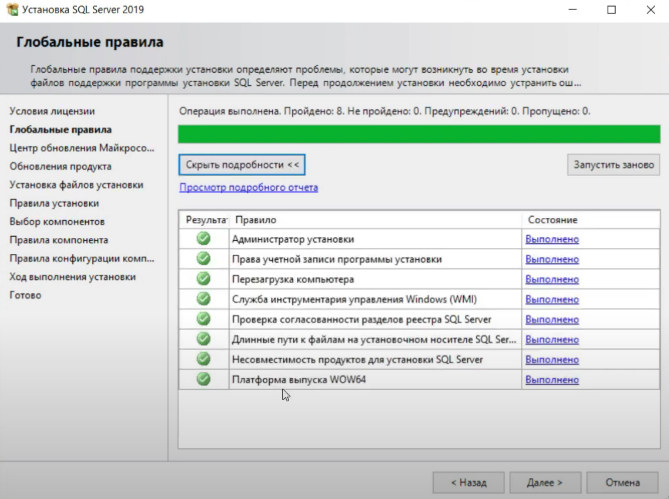 Установка SQL Server 2019
Глобальные правила
Глобальные правила поддержки установки определяют проблемы, которые могут возникнуть во время установки
файлов поддержки программы установки SQL Server. Перед продолжением установки необходимо устранить ош...
Условия лицензии
Глобальные правила
Центр обновления Майкросо...
Обновления продукта
Установка файлов установки
Правила установки
Выбор компонентов
Правила компонента
Правила конфигурации комп...
Ход выполнения установки
Готово
Операция выполнена. Пройдено: 8. Не пройдено: 0. Предупреждений: 0. Пропущено: 0.
Скрыть подробности <<
Запустить заново
Просмотр подробного отчета
Результат Правило Состояние
Администратор установки Выполнено
Права учетной записи программы установки Выполнено
Перезагрузка компьютера Выполнено
Служба инструментария управления Windows (WMI) Выполнено
Проверка согласованности разделов реестра SQL Server Выполнено
Длинные пути к файлам на установочном носителе SQL Ser... Выполнено
Несовместимость продуктов для установки SQL Server Выполнено
Платформа выпуска WOW64 Выполнено
< Назад Далее > Отмена